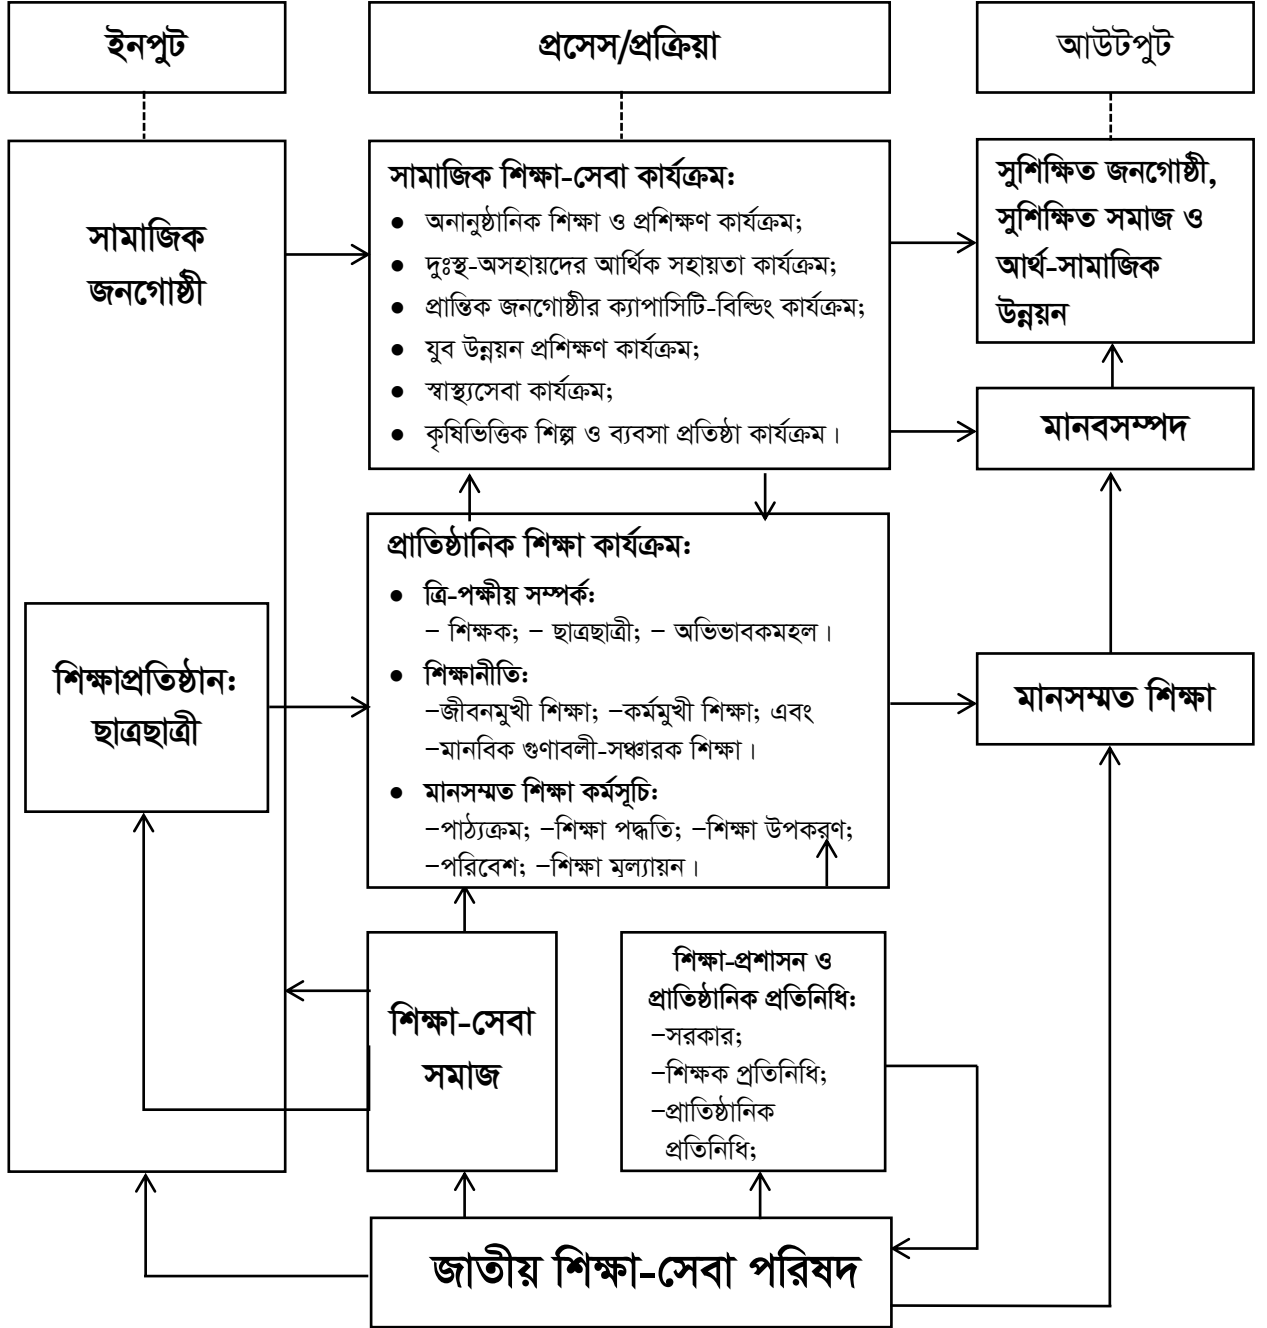 ইনপুট
প্রসেস/প্রক্রিয়া
আউটপুট
সামাজিক
জনগোষ্ঠী
সামাজিক শিক্ষা-সেবা কার্যক্রম:
● অনানুষ্ঠানিক শিক্ষা ও প্রশিক্ষণ কার্যক্রম;
● দুঃস্থ-অসহায়দের আর্থিক সহায়তা কার্যক্রম;
● প্রান্তিক জনগোষ্ঠীর ক্যাপাসিটি-বিল্ডিং কার্যক্রম;
● যুব উন্নয়ন প্রশিক্ষণ কার্যক্রম;
● স্বাস্থ্যসেবা কার্যক্রম;
● কৃষিভিত্তিক শিল্প ও ব্যবসা প্রতিষ্ঠা কার্যক্রম।
সুশিক্ষিত জনগোষ্ঠী,
সুশিক্ষিত সমাজ ও
আর্থ-সামাজিক
উন্নয়ন
মানবসম্পদ
শিক্ষাপ্রতিষ্ঠান:
ছাত্রছাত্রী
প্রাতিষ্ঠানিক শিক্ষা কার্যক্রম:
● ত্রি-পক্ষীয় সম্পর্ক:
− শিক্ষক; − ছাত্রছাত্রী; − অভিভাবকমহল।
● শিক্ষানীতি:
−জীবনমুখী শিক্ষা; −কর্মমুখী শিক্ষা; এবং
−মানবিক গুণাবলী-সঞ্চারক শিক্ষা।
● মানসম্মত শিক্ষা কর্মসূচি:
−পাঠ্যক্রম; −শিক্ষা পদ্ধতি; −শিক্ষা উপকরণ;
−পরিবেশ; −শিক্ষা মূল্যায়ন।
মানসম্মত শিক্ষা
শিক্ষা-সেবা
সমাজ
শিক্ষা-প্রশাসন ও
প্রাতিষ্ঠানিক প্রতিনিধি:
−সরকার;
−শিক্ষক প্রতিনিধি;
−প্রাতিষ্ঠানিক
প্রতিনিধি;
জাতীয় শিক্ষা-সেবা পরিষদ